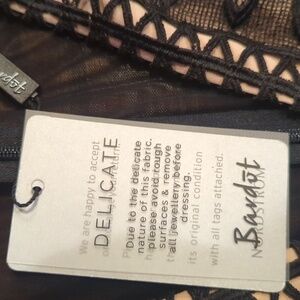 DELICATE
Due to the delicate
nature of this fabric.
please avoid rough
surfaces & remove
all jewellery before
dressing.
We are happy to accept
its original condition
with all tags attached.
Bardot
NORDSTROM